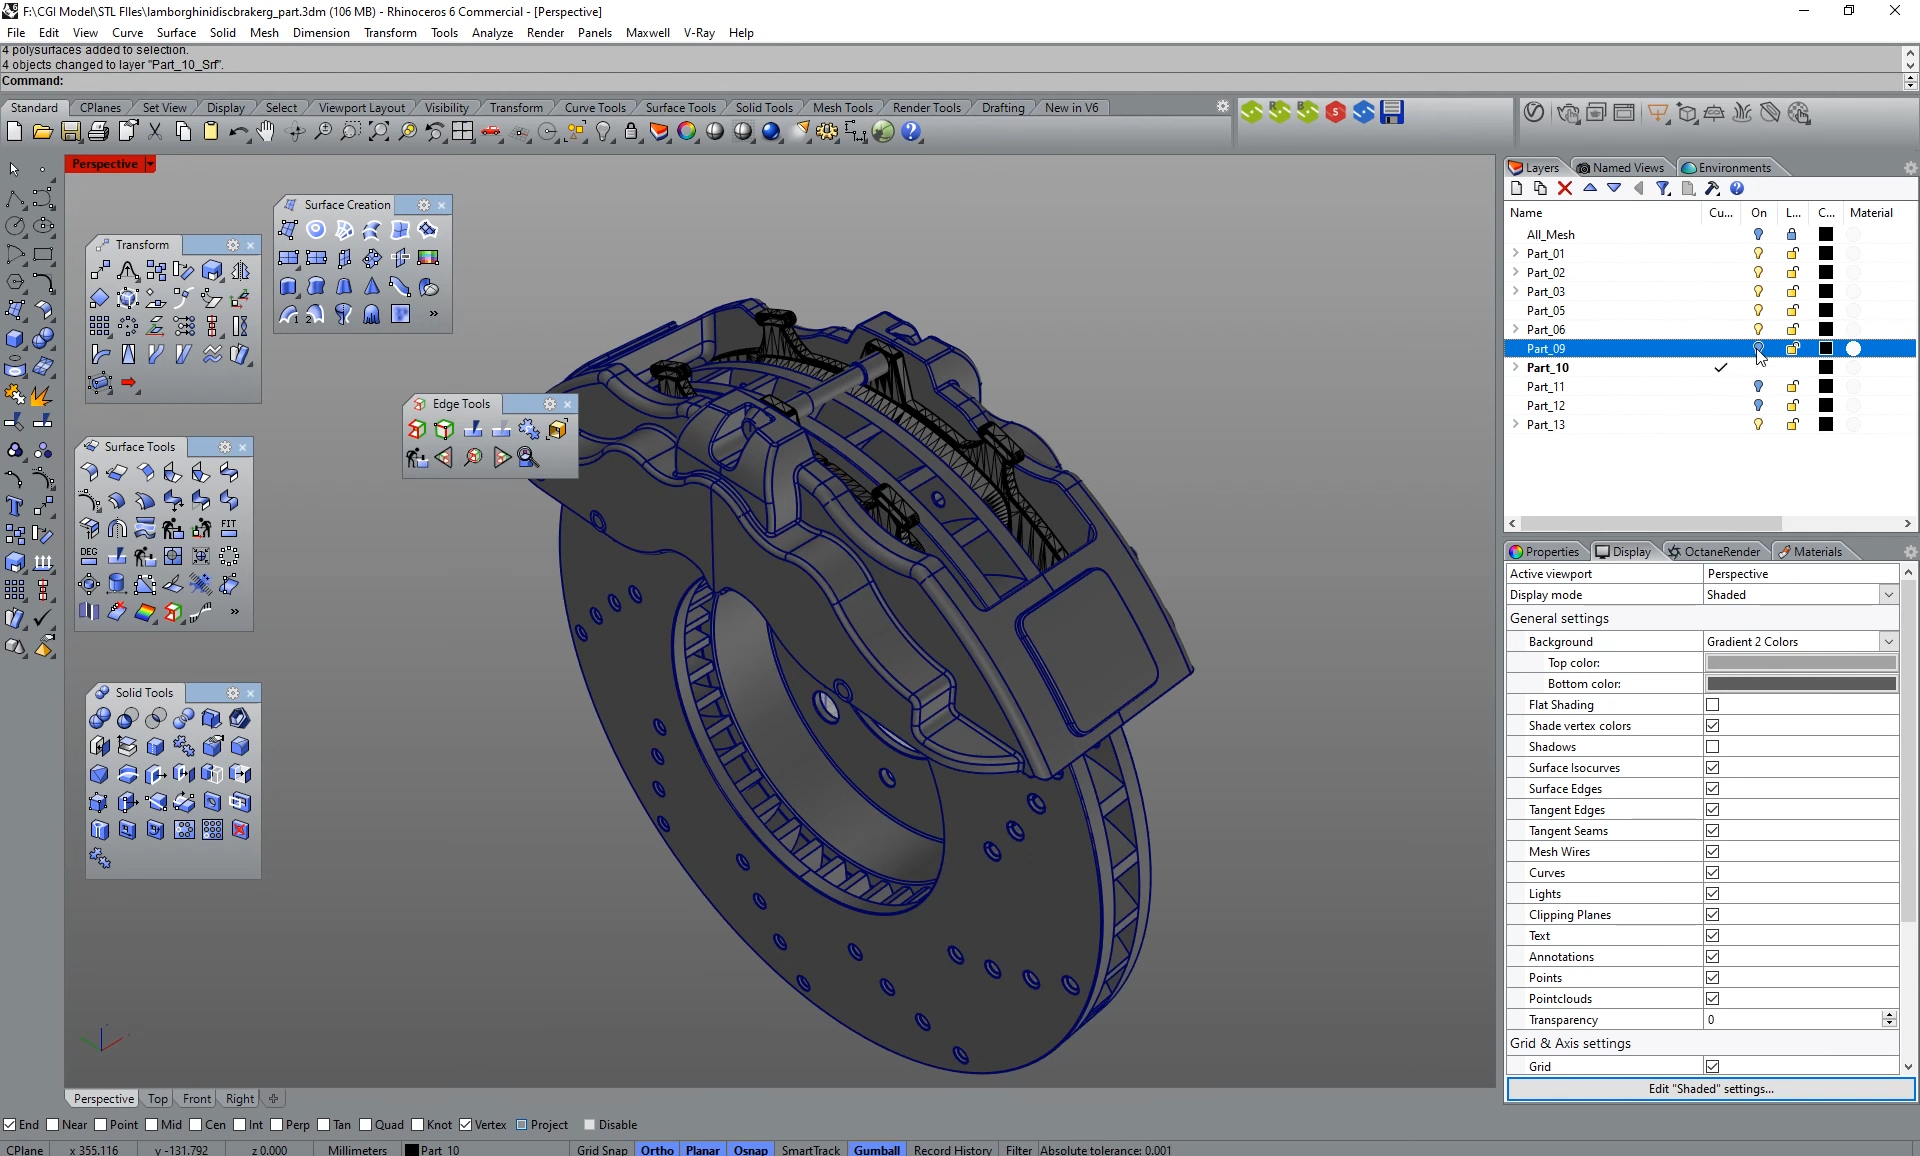 F:\CGI Model\STL FIles\lamborghinidiscbrakerg_part.3dm (106 MB) - Rhinoceros 6 Commercial - [Perspective]
File Edit View Curve Surface Solid Mesh Dimension Transform Tools Analyze Render Panels Maxwell V-Ray Help
4 polysurfaces added to selection.
4 objects changed to layer "Part_10_Srf".
Command:
Standard CPlanes Set View Display Select Viewport Layout Visibility Transform Curve Tools Surface Tools Solid Tools Mesh Tools Render Tools Drafting New in V6
Perspective
Surface Creation
Transform
Edge Tools
Surface Tools
FIT
DEG
Solid Tools
Layers Named Views Environments
Name Cu... On L... C... Material
All_Mesh
Part_01
Part_02
Part_03
Part_05
Part_06
Part_09
Part_10
Part_11
Part_12
Part_13
Properties Display OctaneRender Materials
Active viewport Perspective
Display mode Shaded
General settings
Background Gradient 2 Colors
Top color:
Bottom color:
Flat Shading
Shade vertex colors
Shadows
Surface Isocurves
Surface Edges
Tangent Edges
Tangent Seams
Mesh Wires
Curves
Lights
Clipping Planes
Text
Annotations
Points
Pointclouds
Transparency 0
Grid & Axis settings
Grid
Edit "Shaded" settings...
Perspective Top Front Right
End Near Point Mid Cen Int Perp Tan Quad Knot Vertex Project Disable
CPlane x 355.116 y -131.792 z 0.000 Millimeters Part_10 Grid Snap Ortho Planar Osnap SmartTrack Gumball Record History Filter Absolute tolerance: 0.001